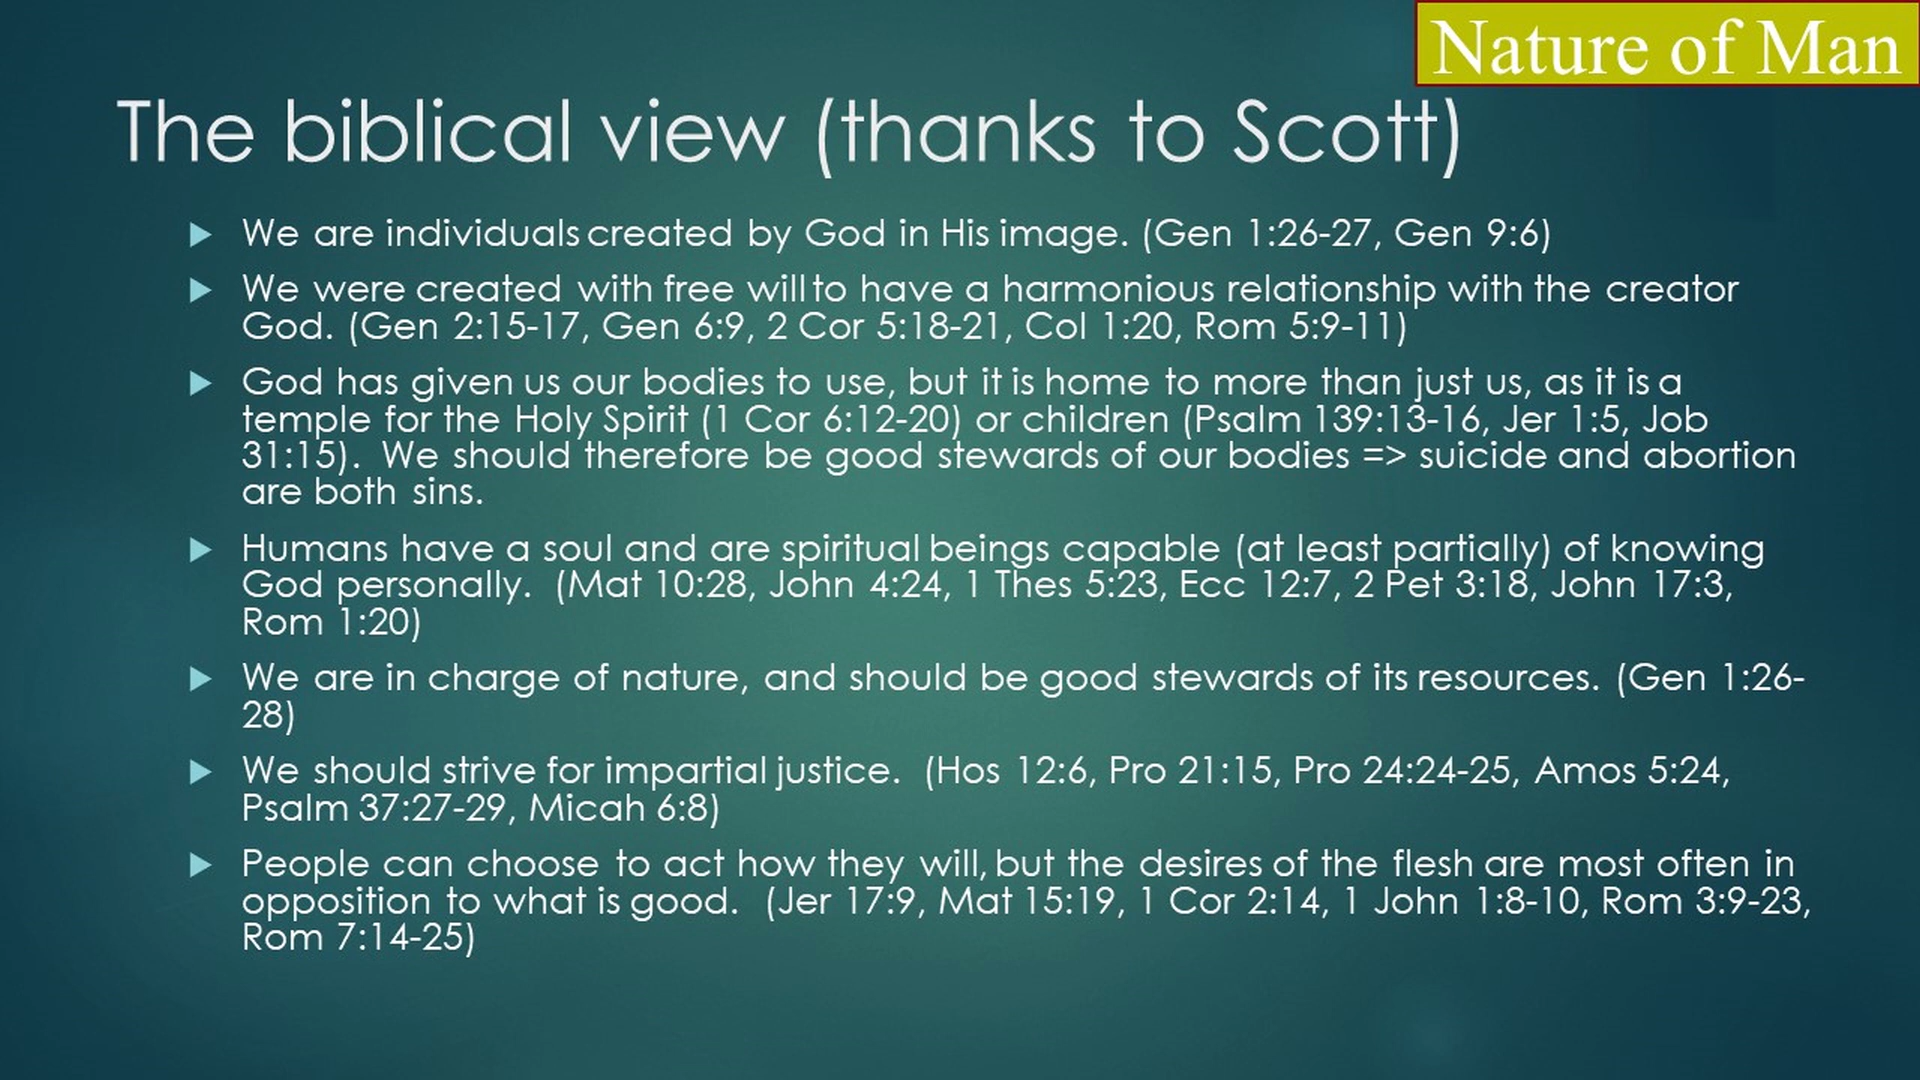 Nature of Man
The biblical view (thanks to Scott)
We are individuals created by God in His image. (Gen 1:26-27, Gen 9:6)
We were created with free will to have a harmonious relationship with the creator
God. (Gen 2:15-17, Gen 6:9, 2 Cor 5:18-21, Col 1:20, Rom 5:9-11)
God has given us our bodies to use, but it is home to more than just us, as it is a
temple for the Holy Spirit (1 Cor 6:12-20) or children (Psalm 139:13-16, Jer 1:5, Job
31:15). We should therefore be good stewards of our bodies => suicide and abortion
are both sins.
Humans have a soul and are spiritual beings capable (at least partially) of knowing
God personally. (Mat 10:28, John 4:24, 1 Thes 5:23, Ecc 12:7, 2 Pet 3:18, John 17:3,
Rom 1:20)
We are in charge of nature, and should be good stewards of its resources. (Gen 1:26-
28)
We should strive for impartial justice. (Hos 12:6, Pro 21:15, Pro 24:24-25, Amos 5:24,
Psalm 37:27-29, Micah 6:8)
People can choose to act how they will, but the desires of the flesh are most often in
opposition to what is good. (Jer 17:9, Mat 15:19, 1 Cor 2:14, 1 John 1:8-10, Rom 3:9-23,
Rom 7:14-25)